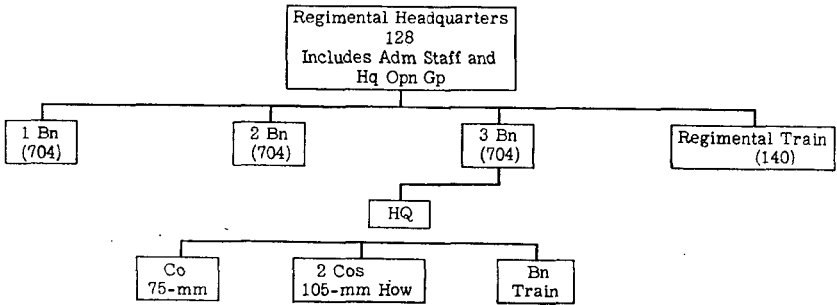 Regimental Headquarters
128
Includes Adm Staff and
Hq Opn Gp
1 Bn
(704)
2 Bn
(704)
3 Bn
(704)
Regimental Train
(140)
HQ
Co
75-mm
2 Cos
105-mm How
Bn
Train